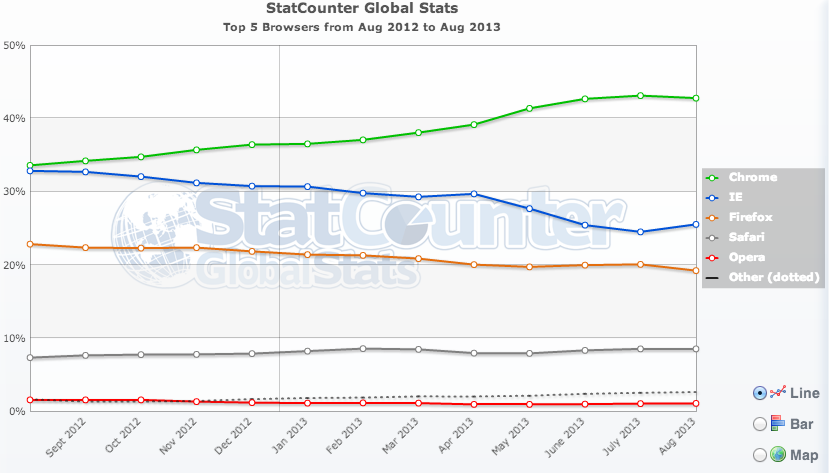 StatCounter Global Stats
Top 5 Browsers from Aug 2012 to Aug 2013
50%
40%
30%
20%
10%
0%
StatCounter
GlobalStats
Chrome
IE
Firefox
Safari
Opera
Other (dotted)
Sept 2012
Oct 2012
Nov 2012
Dec 2012
Jan 2013
Feb 2013
Mar 2013
Apr 2013
May 2013
June 2013
July 2013
Aug 2013
Line
Bar
Map